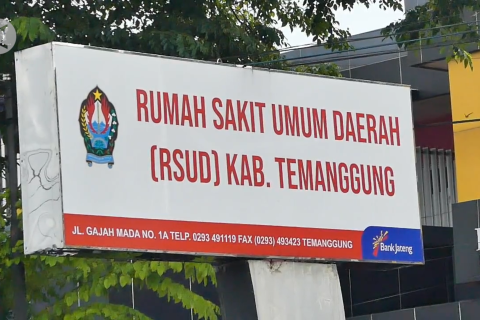 RUMAH SAKIT UMUM DAERAH
(RSUD) KAB. TEMANGGUNG
JL. GAJAH MADA NO. 1A TELP. 0293 491119 FAX (0293) 493423 TEMANGGUNG
Bank Jateng